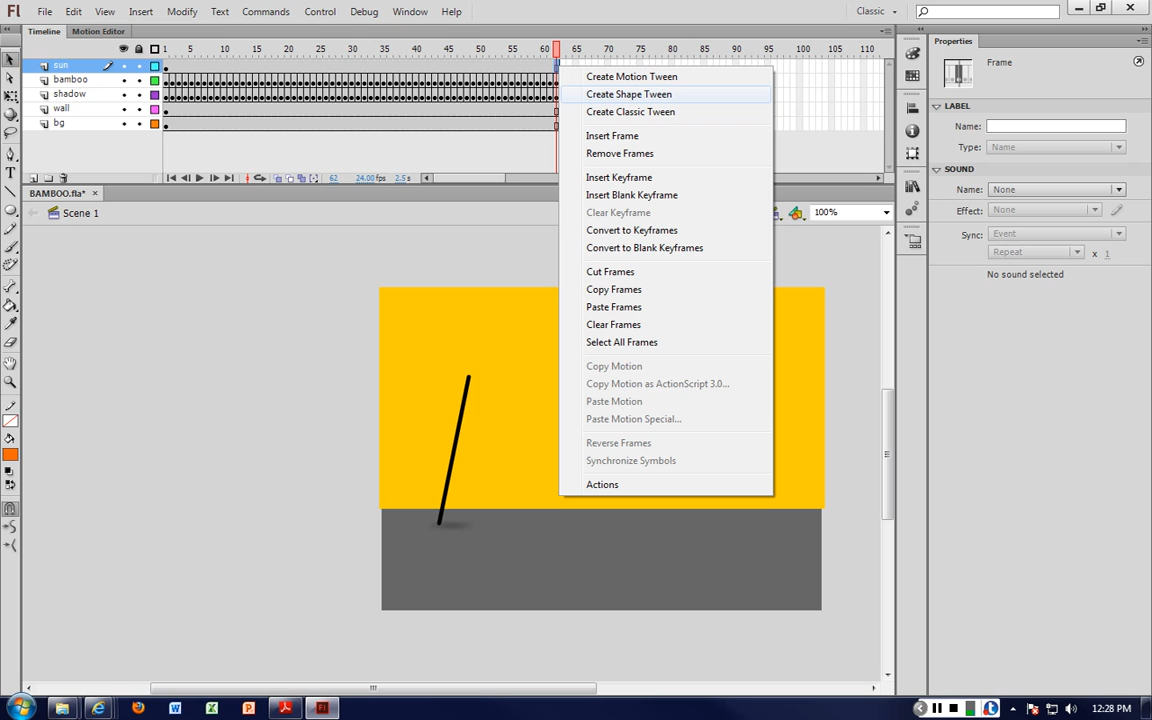 Fl File Edit View Insert Modify Text Commands Control Debug Window Help Classic
Timeline Motion Editor
1 5 10 15 20 25 30 35 40 45 50 55 60 65 70 75 80 85 90 95 100 105 110
sun
bamboo
shadow
wall
bg
62 24.00fps 2.5s
BAMBOO.fla*
Scene 1
100%
Create Motion Tween
Create Shape Tween
Create Classic Tween
Insert Frame
Remove Frames
Insert Keyframe
Insert Blank Keyframe
Clear Keyframe
Convert to Keyframes
Convert to Blank Keyframes
Cut Frames
Copy Frames
Paste Frames
Clear Frames
Select All Frames
Copy Motion
Copy Motion as ActionScript 3.0...
Paste Motion
Paste Motion Special...
Reverse Frames
Synchronize Symbols
Actions
Properties
Frame
LABEL
Name:
Type: Name
SOUND
Name: None
Effect: None
Sync: Event
Repeat x 1
No sound selected
12:28 PM